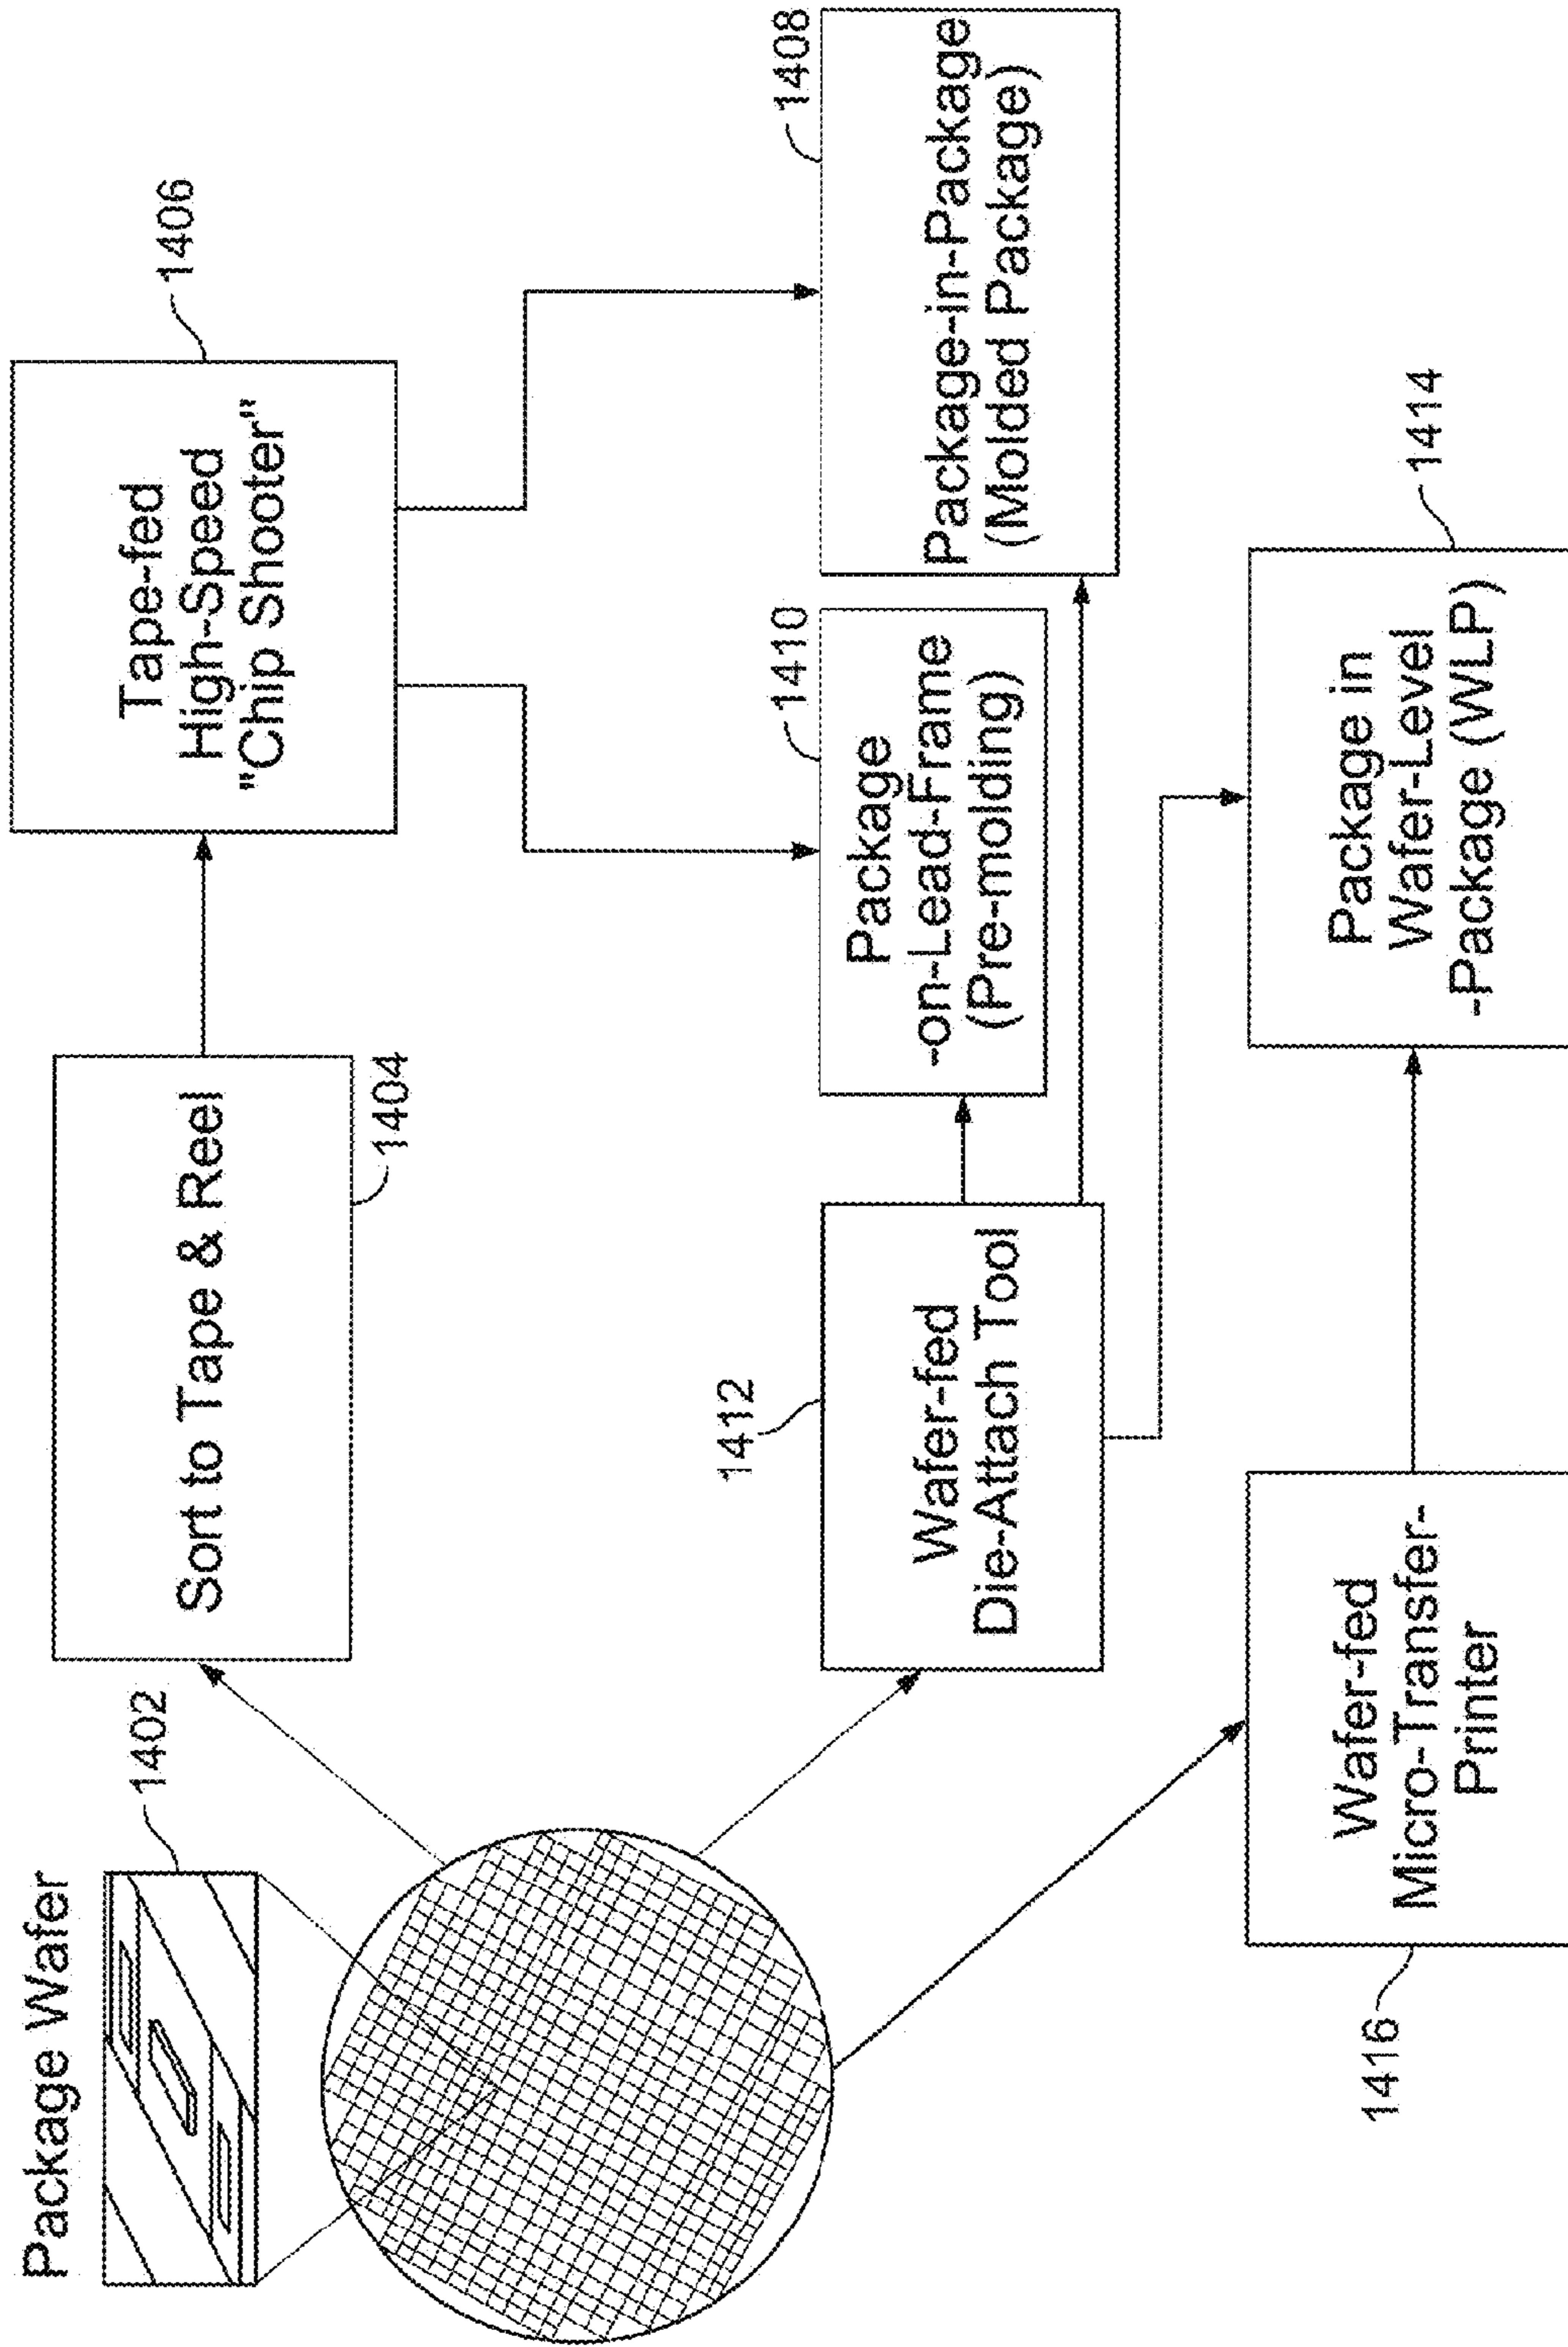 Package Wafer
1402
Sort to Tape & Reel
1404
Tape-fed
High-Speed
"Chip Shooter"
1406
1412
Wafer-fed
Die-Attach Tool
Package
-on-Lead-Frame
(Pre-molding)
1410
Package-in-Package
(Molded Package)
1408
1416
Wafer-fed
Micro-Transfer-
Printer
Package in
Wafer-Level
-Package (WLP)
1414